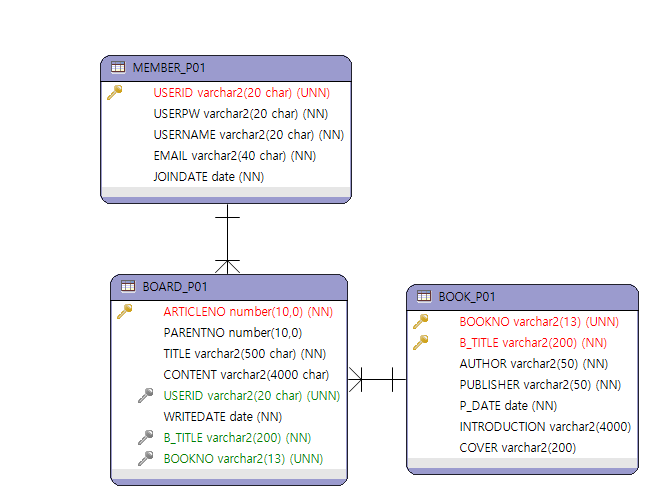 MEMBER_P01
USERID varchar2(20 char) (UNN)
USERPW varchar2(20 char) (NN)
USERNAME varchar2(20 char) (NN)
EMAIL varchar2(40 char) (NN)
JOINDATE date (NN)
BOARD_P01
ARTICLENO number(10,0) (NN)
PARENTNO number(10,0)
TITLE varchar2(500 char) (NN)
CONTENT varchar2(4000 char)
USERID varchar2(20 char) (UNN)
WRITEDATE date (NN)
B_TITLE varchar2(200) (NN)
BOOKNO varchar2(13) (UNN)
BOOK_P01
BOOKNO varchar2(13) (UNN)
B_TITLE varchar2(200) (NN)
AUTHOR varchar2(50) (NN)
PUBLISHER varchar2(50) (NN)
P_DATE date (NN)
INTRODUCTION varchar2(4000)
COVER varchar2(200)